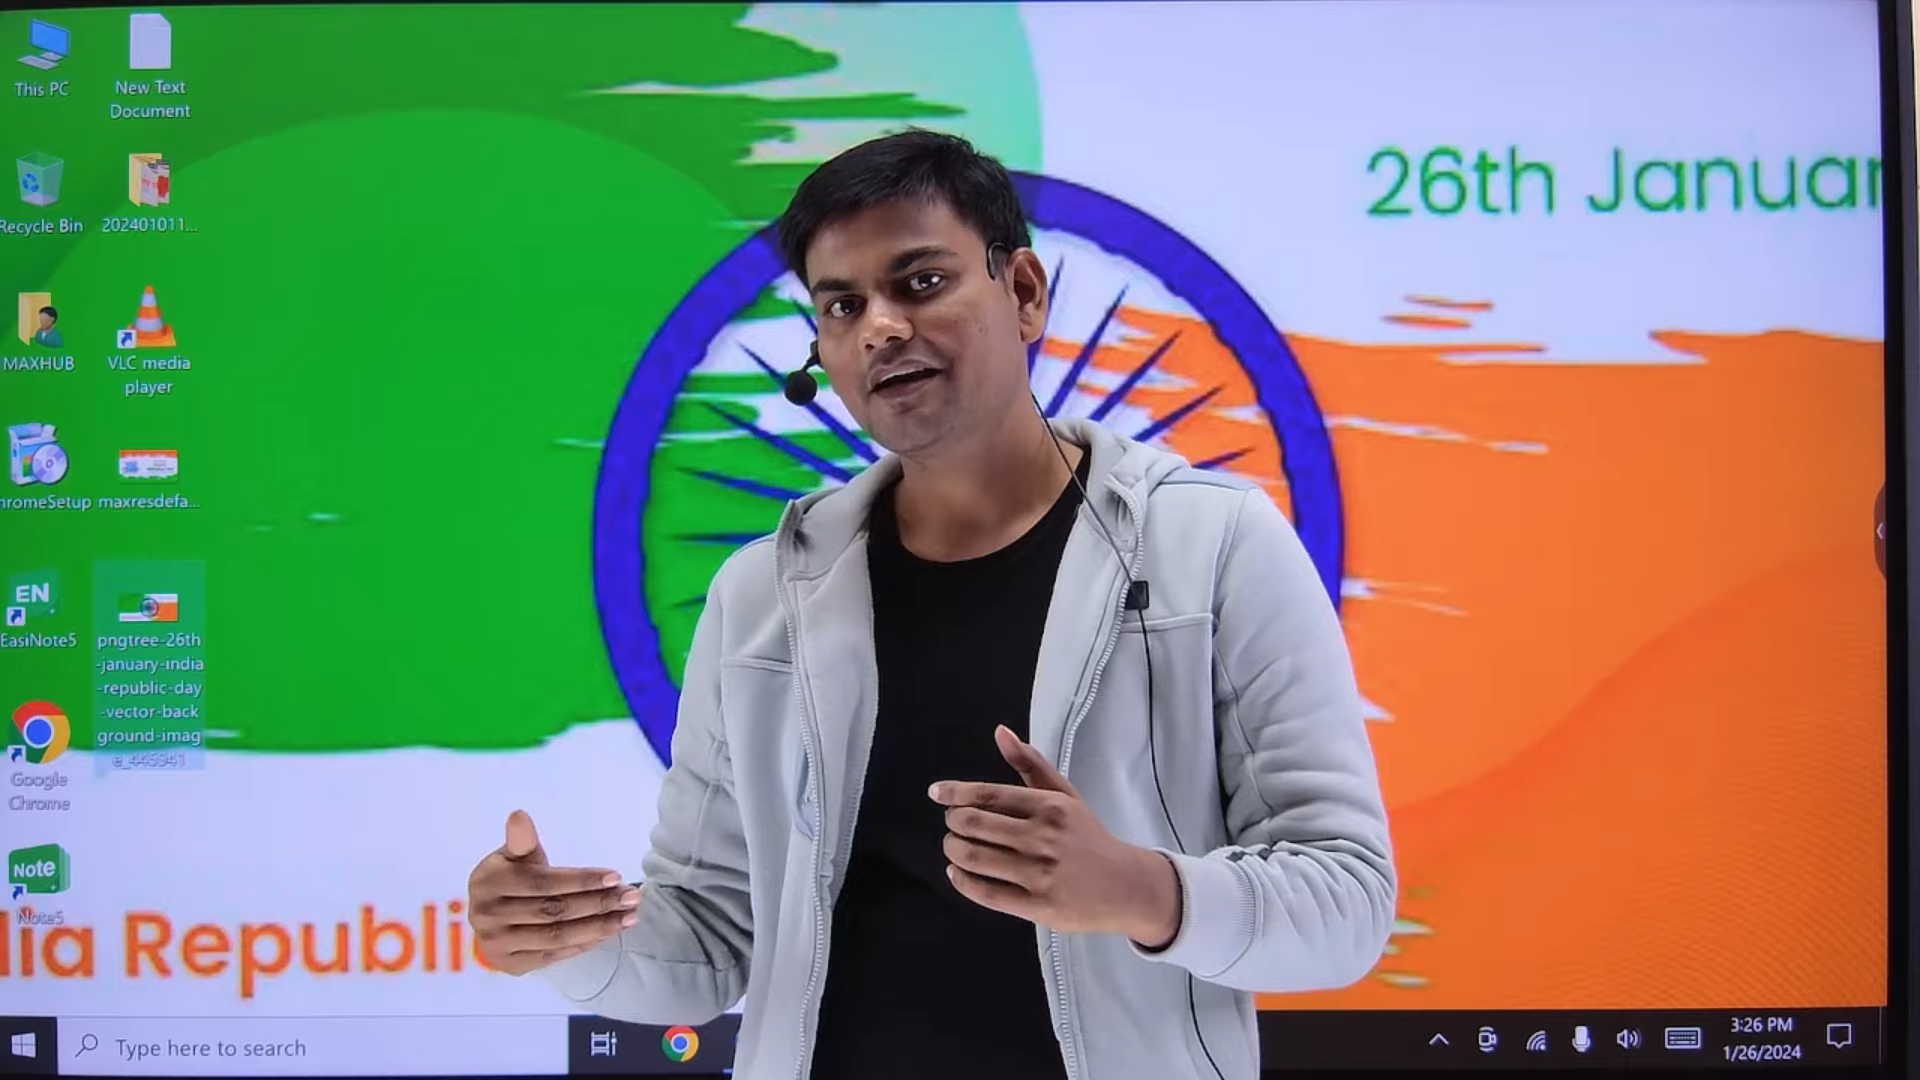 This PC
New Text
Document
Recycle Bin
202401011...
MAXHUB
VLC media
player
hromeSetup
maxresdefa...
EN
EasiNote5
pngtree-26th
-january-india
-republic-day
-vector-back
ground-imag
e_445941
Google
Chrome
Note
Note5
26th Januar
dia Republic
Type here to search
3:26 PM
1/26/2024